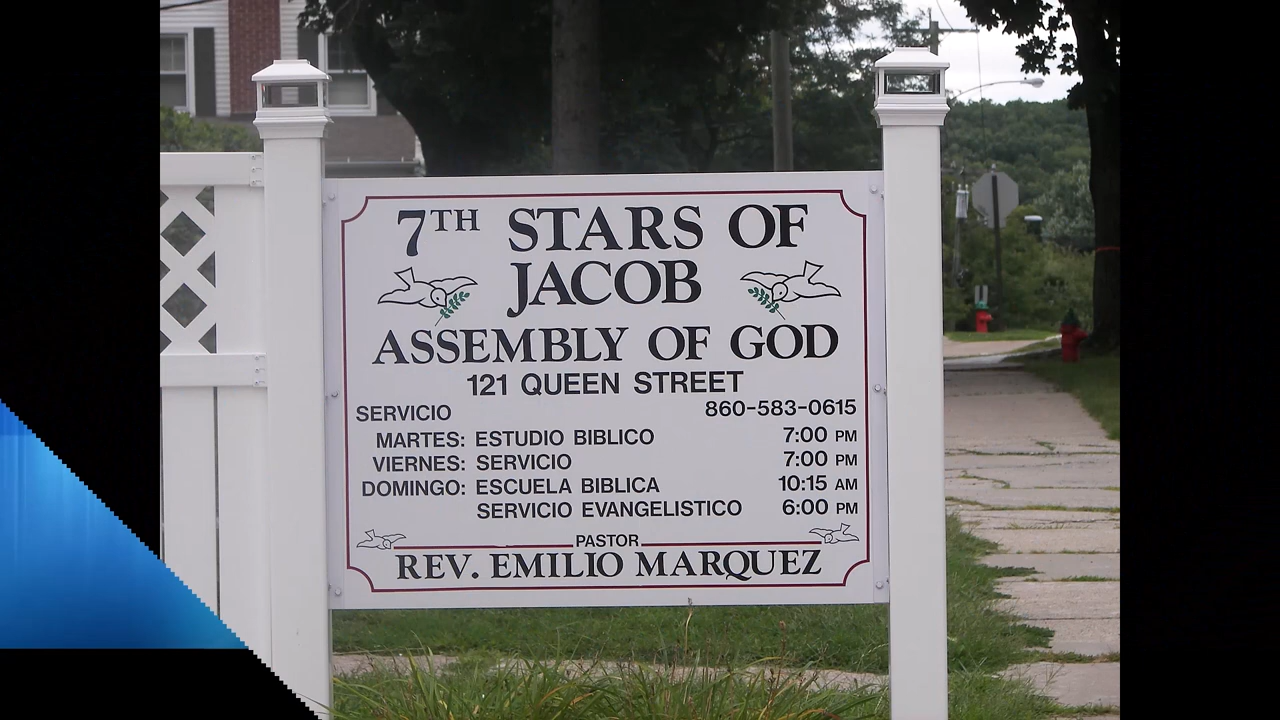 7TH STARS OF
JACOB
ASSEMBLY OF GOD
121 QUEEN STREET
SERVICIO 860-583-0615
MARTES: ESTUDIO BIBLICO 7:00 PM
VIERNES: SERVICIO 7:00 PM
DOMINGO: ESCUELA BIBLICA 10:15 AM
SERVICIO EVANGELISTICO 6:00 PM
PASTOR
REV. EMILIO MARQUEZ